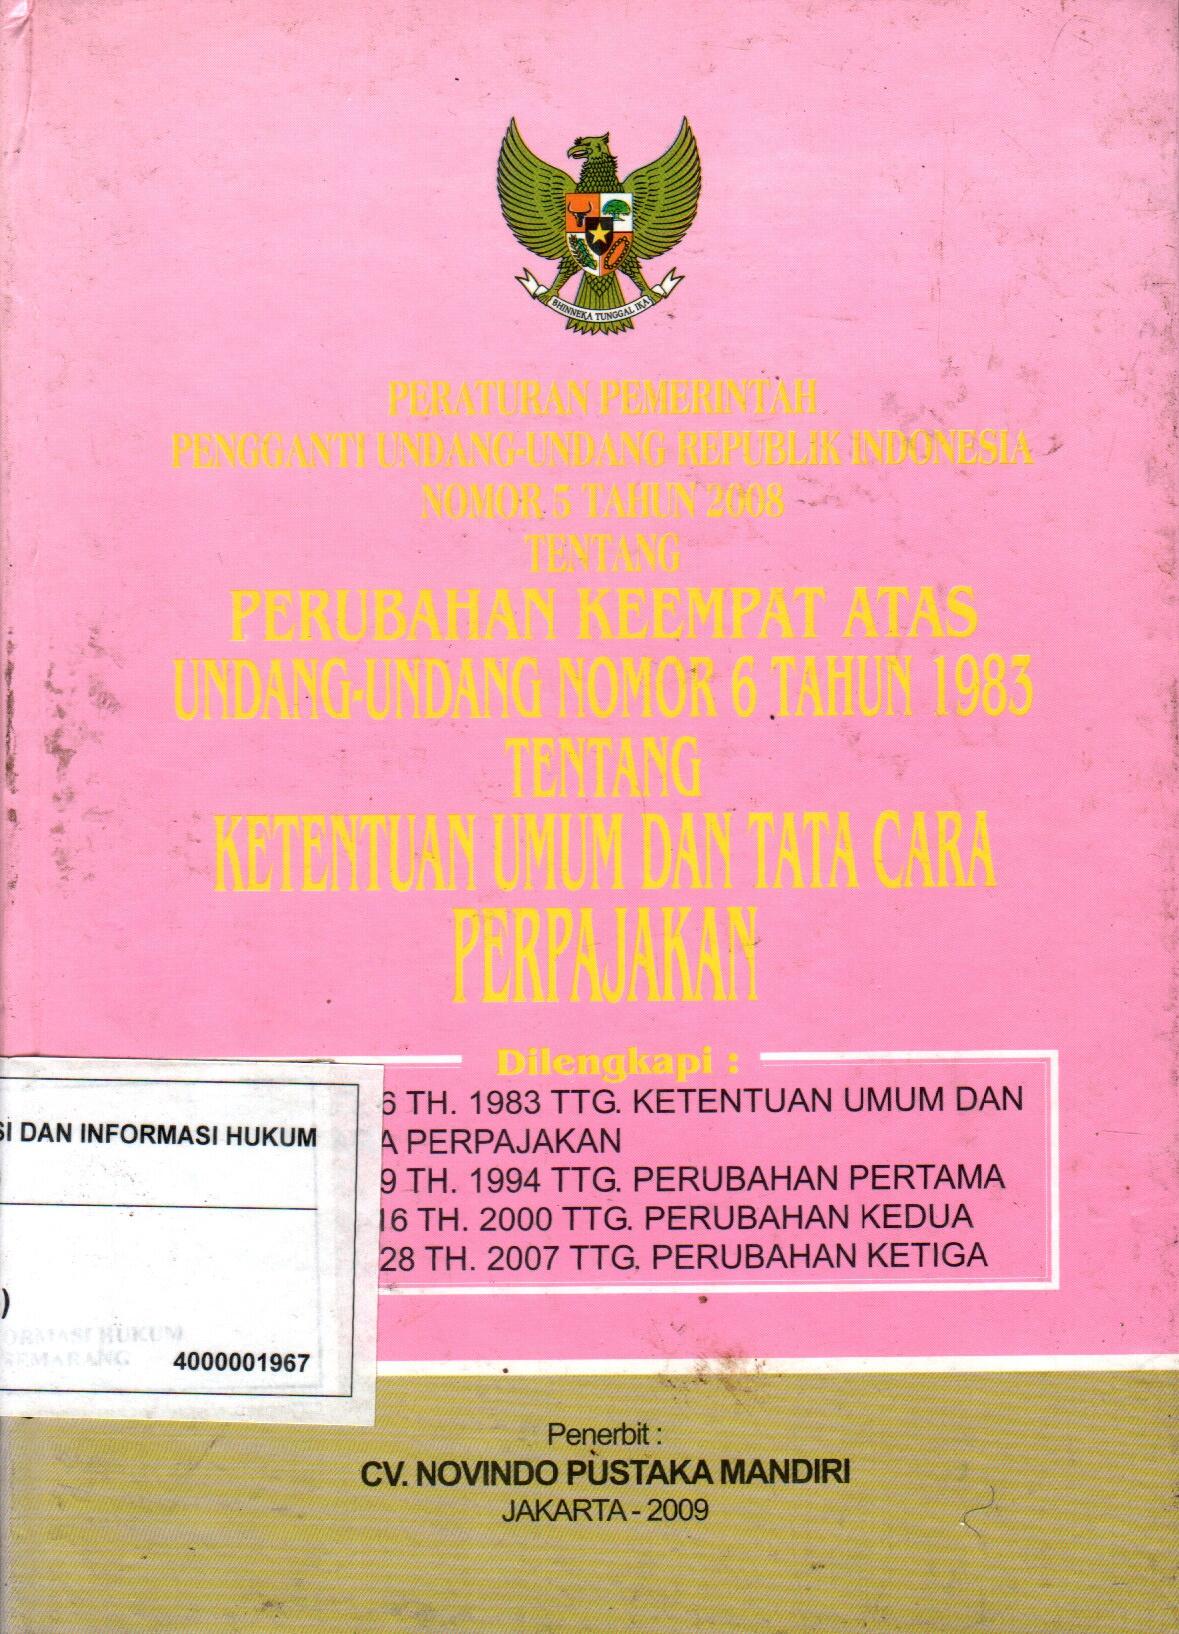 BHINNEKA TUNGGAL IKA
PERATURAN PEMERINTAH
PENGGANTI UNDANG-UNDANG REPUBLIK INDONESIA
NOMOR 5 TAHUN 2008
TENTANG
PERUBAHAN KEEMPAT ATAS
UNDANG-UNDANG NOMOR 6 TAHUN 1983
TENTANG
KETENTUAN UMUM DAN TATA CARA
PERPAJAKAN
Dilengkapi :
6 TH. 1983 TTG. KETENTUAN UMUM DAN
A PERPAJAKAN
9 TH. 1994 TTG. PERUBAHAN PERTAMA
16 TH. 2000 TTG. PERUBAHAN KEDUA
28 TH. 2007 TTG. PERUBAHAN KETIGA
SI DAN INFORMASI HUKUM
)
ORMASI HUKUM
SEMARANG
4000001967
Penerbit :
CV. NOVINDO PUSTAKA MANDIRI
JAKARTA - 2009